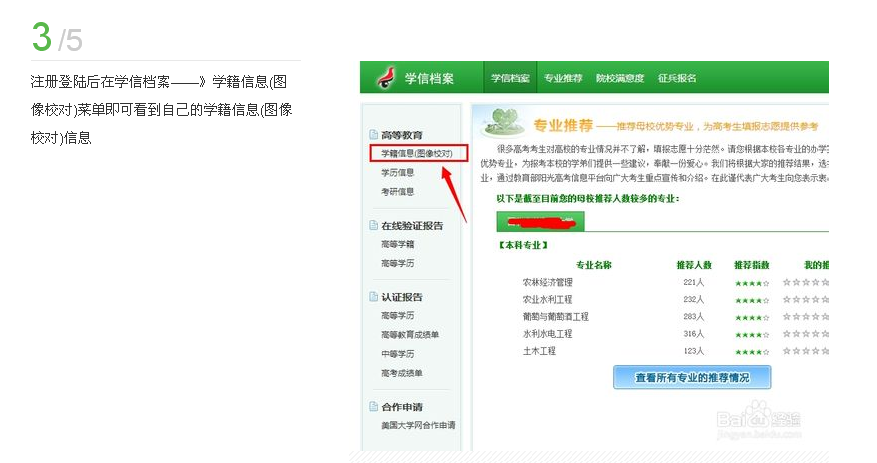 3/5
注册登陆后在学信档案——》学籍信息(图
像校对)菜单即可看到自己的学籍信息(图像
校对)信息
学信档案
学信档案 专业推荐 院校满意度 征兵报名
高等教育
学籍信息(图像校对)
学历信息
考研信息
在线验证报告
高等学籍
高等学历
认证报告
高等学历
高等教育成绩单
中等学历
高考成绩单
合作申请
美国大学网合作申请
专业推荐——推荐母校优势专业，为高考生填报志愿提供参考
很多高考考生对高校的专业情况并不了解，填报志愿十分茫然。请您根据本校各专业的办学
优势专业，为报考本校的学弟们提供一些建议，奉献一份爱心。我们将根据大家的推荐结果，选
业，通过教育部阳光高考信息平台向广大考生重点宣传和介绍。在此谨代表广大考生向您表示衷
以下是截至目前您的母校推荐人数较多的专业：
【本科专业】
专业名称 推荐人数 推荐指数 我的推
农林经济管理 221人 ★★★★☆ ☆☆☆☆☆
农业水利工程 232人 ★★★★☆ ☆☆☆☆☆
葡萄与葡萄酒工程 283人 ★★★★☆ ☆☆☆☆☆
水利水电工程 316人 ★★★★☆ ☆☆☆☆☆
土木工程 123人 ★★★★☆ ☆☆☆☆☆
查看所有专业的推荐情况
Baidu经验
jingyan.baidu.com